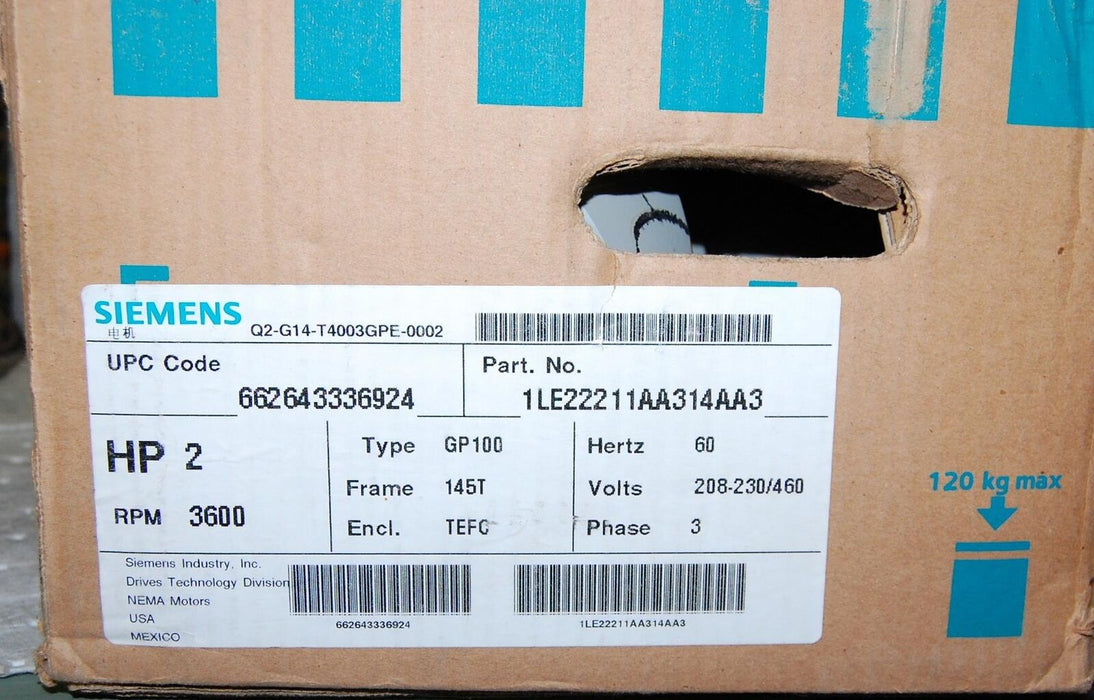 SIEMENS
电机
Q2-G14-T4003GPE-0002
UPC Code
662643336924
Part. No.
1LE22211AA314AA3
HP 2
RPM 3600
Type GP100
Frame 145T
Encl. TEFC
Hertz 60
Volts 208-230/460
Phase 3
Siemens Industry, Inc.
Drives Technology Division
NEMA Motors
USA
MEXICO
662643336924
1LE22211AA314AA3
120 kg max